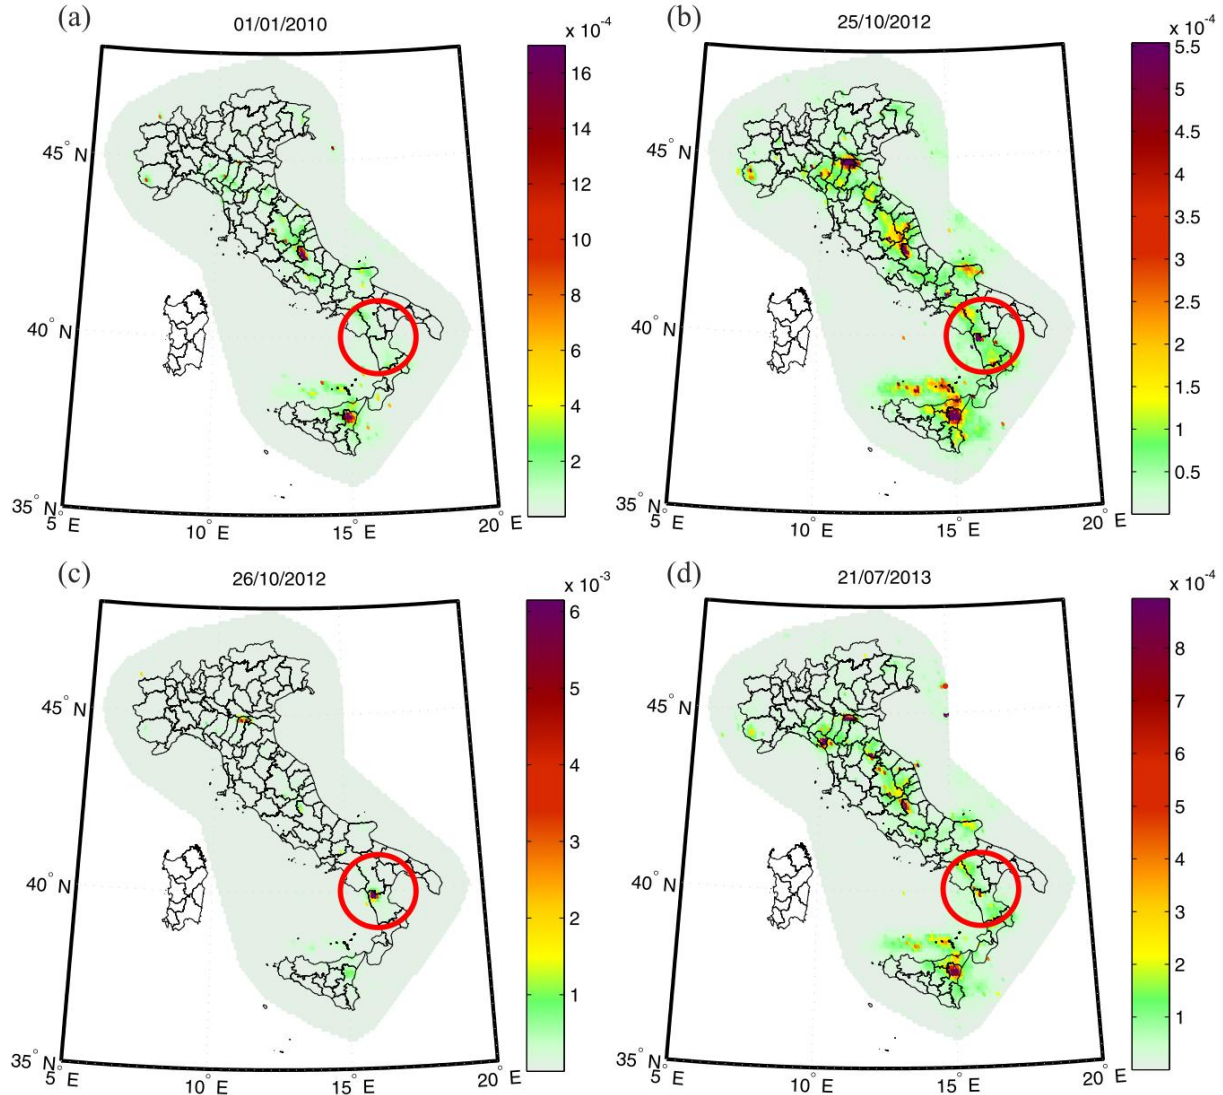 (a)
01/01/2010
x 10-4
16
14
12
10
8
6
4
2
45° N
40° N
35° N
5° E
10° E
15° E
20° E
(b)
25/10/2012
x 10-4
5.5
5
4.5
4
3.5
3
2.5
2
1.5
1
0.5
45° N
40° N
35° N
5° E
10° E
15° E
20° E
(c)
26/10/2012
x 10-3
6
5
4
3
2
1
45° N
40° N
35° N
5° E
10° E
15° E
20° E
(d)
21/07/2013
x 10-4
8
7
6
5
4
3
2
1
45° N
40° N
35° N
5° E
10° E
15° E
20° E